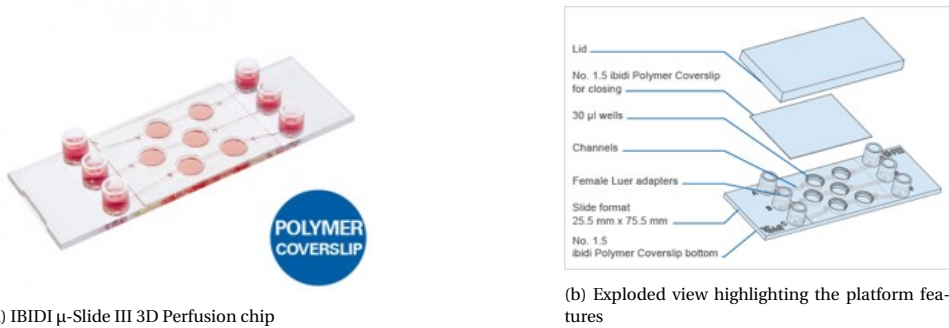 POLYMER
COVERSLIP
) IBIDI μ-Slide III 3D Perfusion chip
Lid
No. 1.5 ibidi Polymer Coverslip
for closing
30 µl wells
Channels
Female Luer adapters
Slide format
25.5 mm x 75.5 mm
No. 1.5
ibidi Polymer Coverslip bottom
(b) Exploded view highlighting the platform fea-
tures